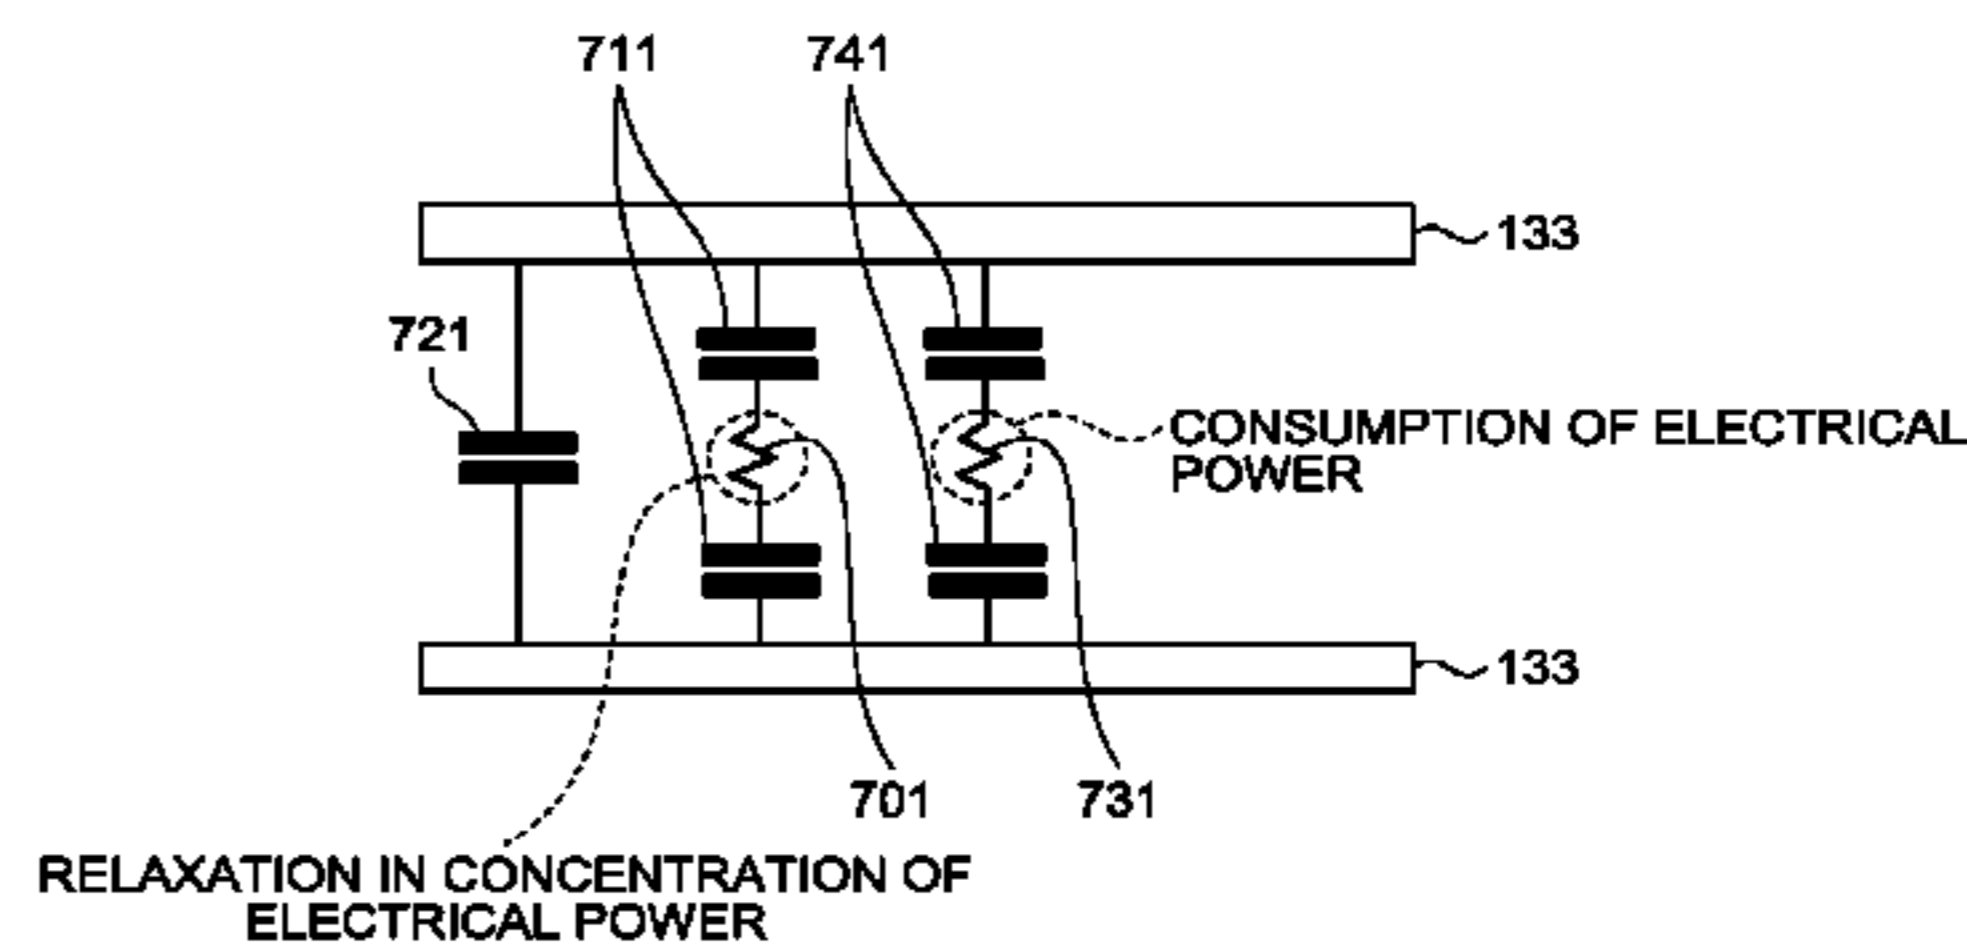 711
741
133
721
CONSUMPTION OF ELECTRICAL
POWER
133
701
731
RELAXATION IN CONCENTRATION OF
ELECTRICAL POWER